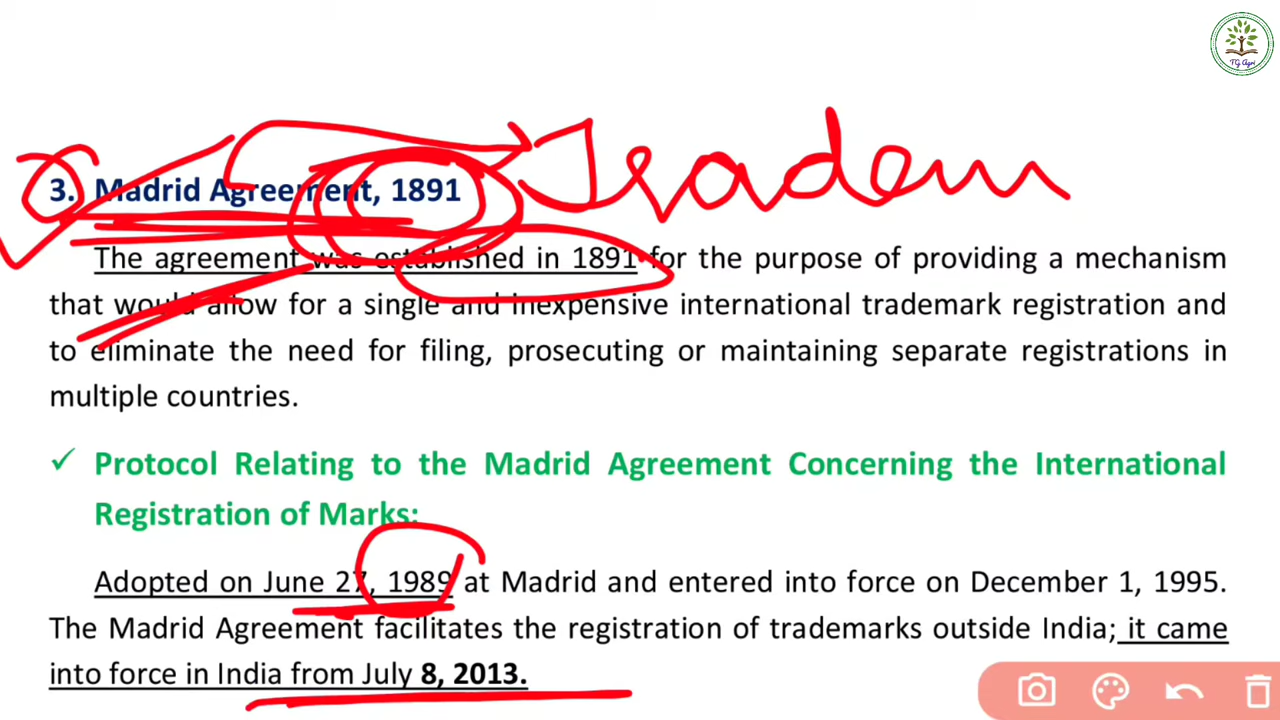 TG Agri
Tradem
3. Madrid Agreement, 1891
The agreement was established in 1891 for the purpose of providing a mechanism
that would allow for a single and inexpensive international trademark registration and
to eliminate the need for filing, prosecuting or maintaining separate registrations in
multiple countries.
✓ Protocol Relating to the Madrid Agreement Concerning the International
Registration of Marks:
Adopted on June 27, 1989 at Madrid and entered into force on December 1, 1995.
The Madrid Agreement facilitates the registration of trademarks outside India; it came
into force in India from July 8, 2013.